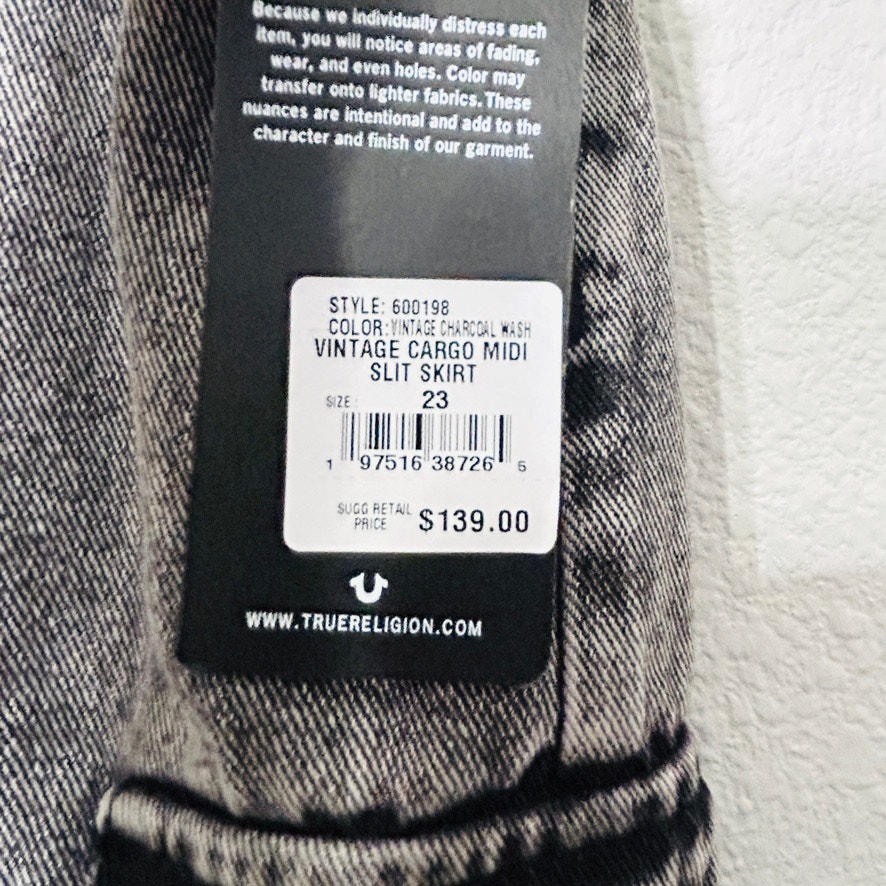 Because we individually distress each
item, you will notice areas of fading,
wear, and even holes. Color may
transfer onto lighter fabrics. These
nuances are intentional and add to the
character and finish of our garment.
STYLE: 600198
COLOR: VINTAGE CHARCOAL WASH
VINTAGE CARGO MIDI
SLIT SKIRT
SIZE: 23
1 97516 38726 5
SUGG RETAIL
PRICE $139.00
WWW.TRUERELIGION.COM